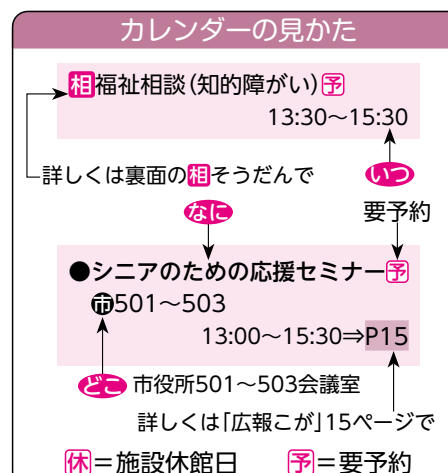 カレンダーの見かた
相福祉相談(知的障がい)予
13:30～15:30
詳しくは裏面の相そうだんで
いつ
なに
要予約
●シニアのための応援セミナー予
市501～503
13:00～15:30⇒P15
どこ 市役所501～503会議室
詳しくは「広報こが」15ページで
休=施設休館日 予=要予約